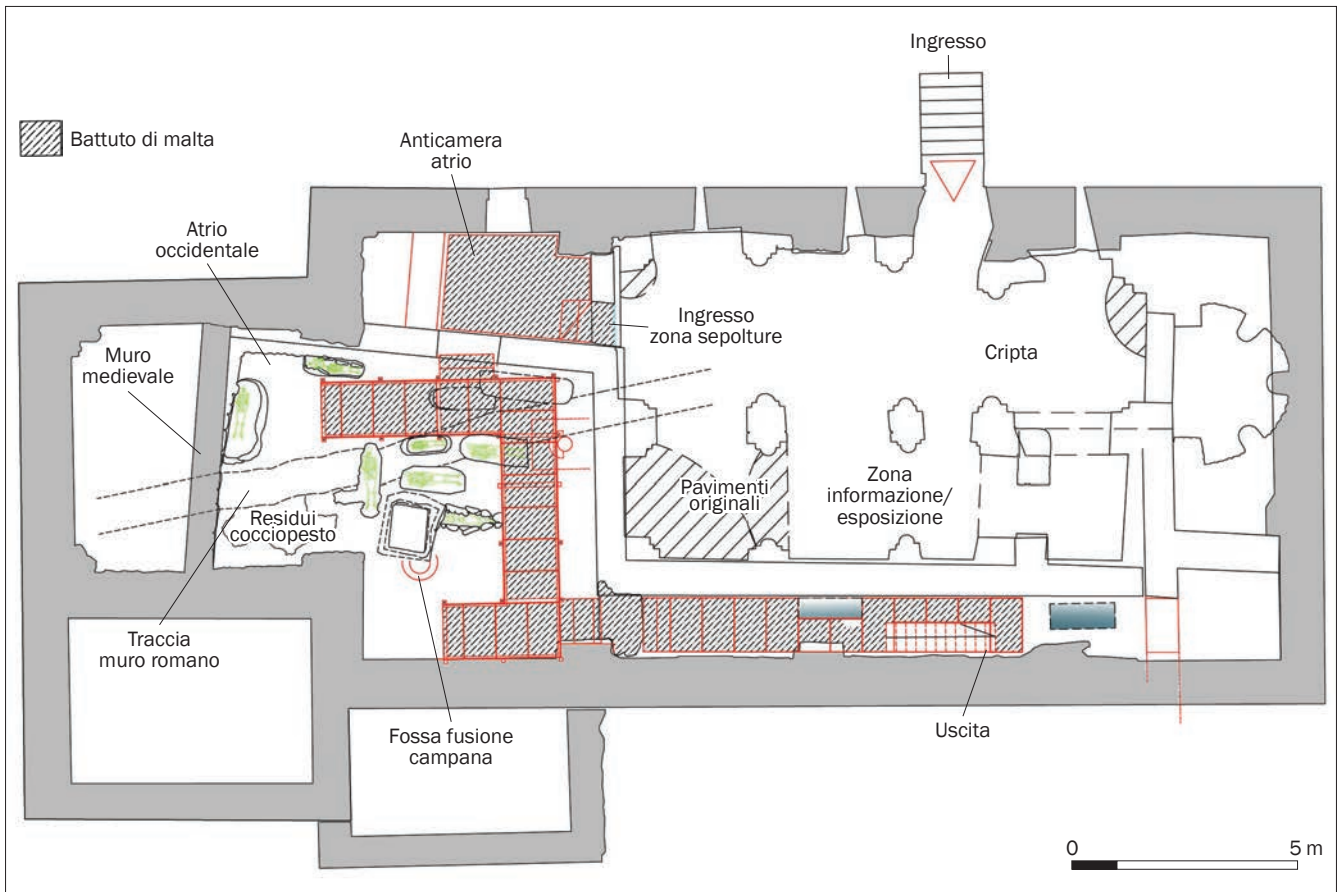 Ingresso
Battuto di malta
Anticamera
atrio
Atrio
occidentale
Ingresso
zona sepolture
Muro
medievale
Cripta
Pavimenti
originali
Zona
informazione/
esposizione
Residui
cocciopesto
Traccia
muro romano
Fossa fusione
campana
Uscita
0
5 m